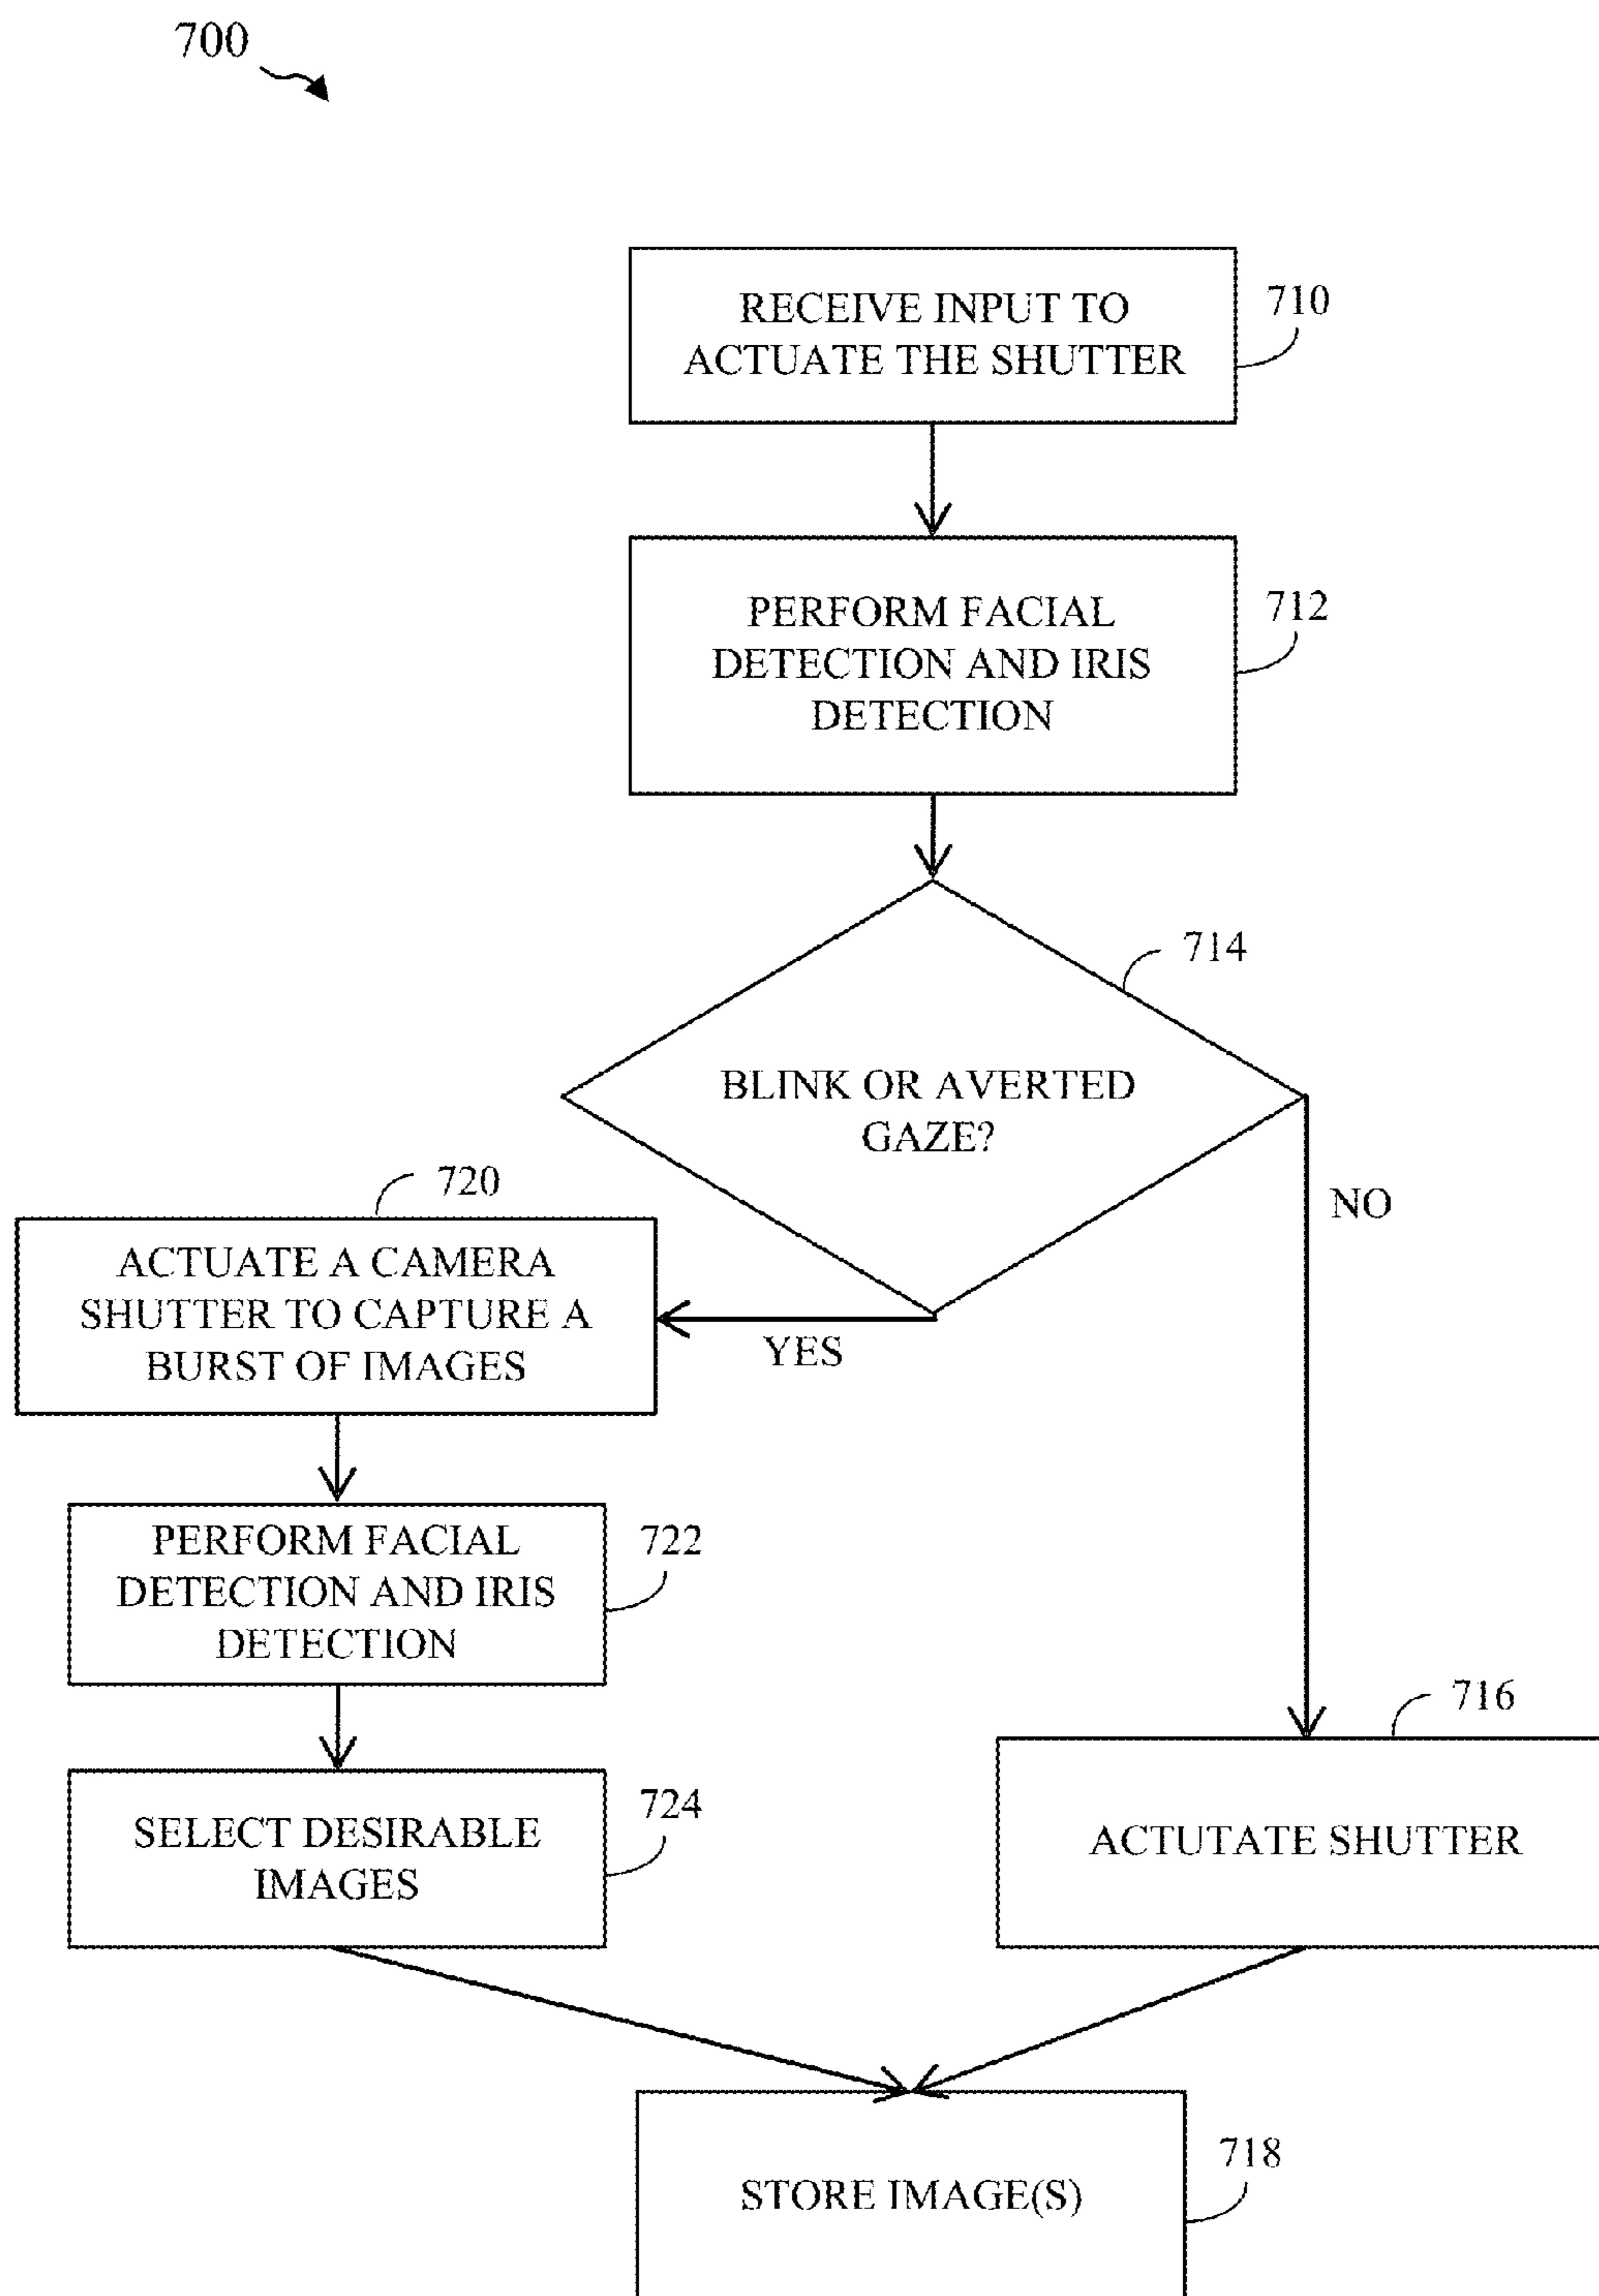 700
RECEIVE INPUT TO
ACTUATE THE SHUTTER
710
PERFORM FACIAL
DETECTION AND IRIS
DETECTION
712
714
BLINK OR AVERTED
GAZE?
NO
YES
720
ACTUATE A CAMERA
SHUTTER TO CAPTURE A
BURST OF IMAGES
PERFORM FACIAL
DETECTION AND IRIS
DETECTION
722
SELECT DESIRABLE
IMAGES
724
716
ACTUTATE SHUTTER
STORE IMAGE(S)
718